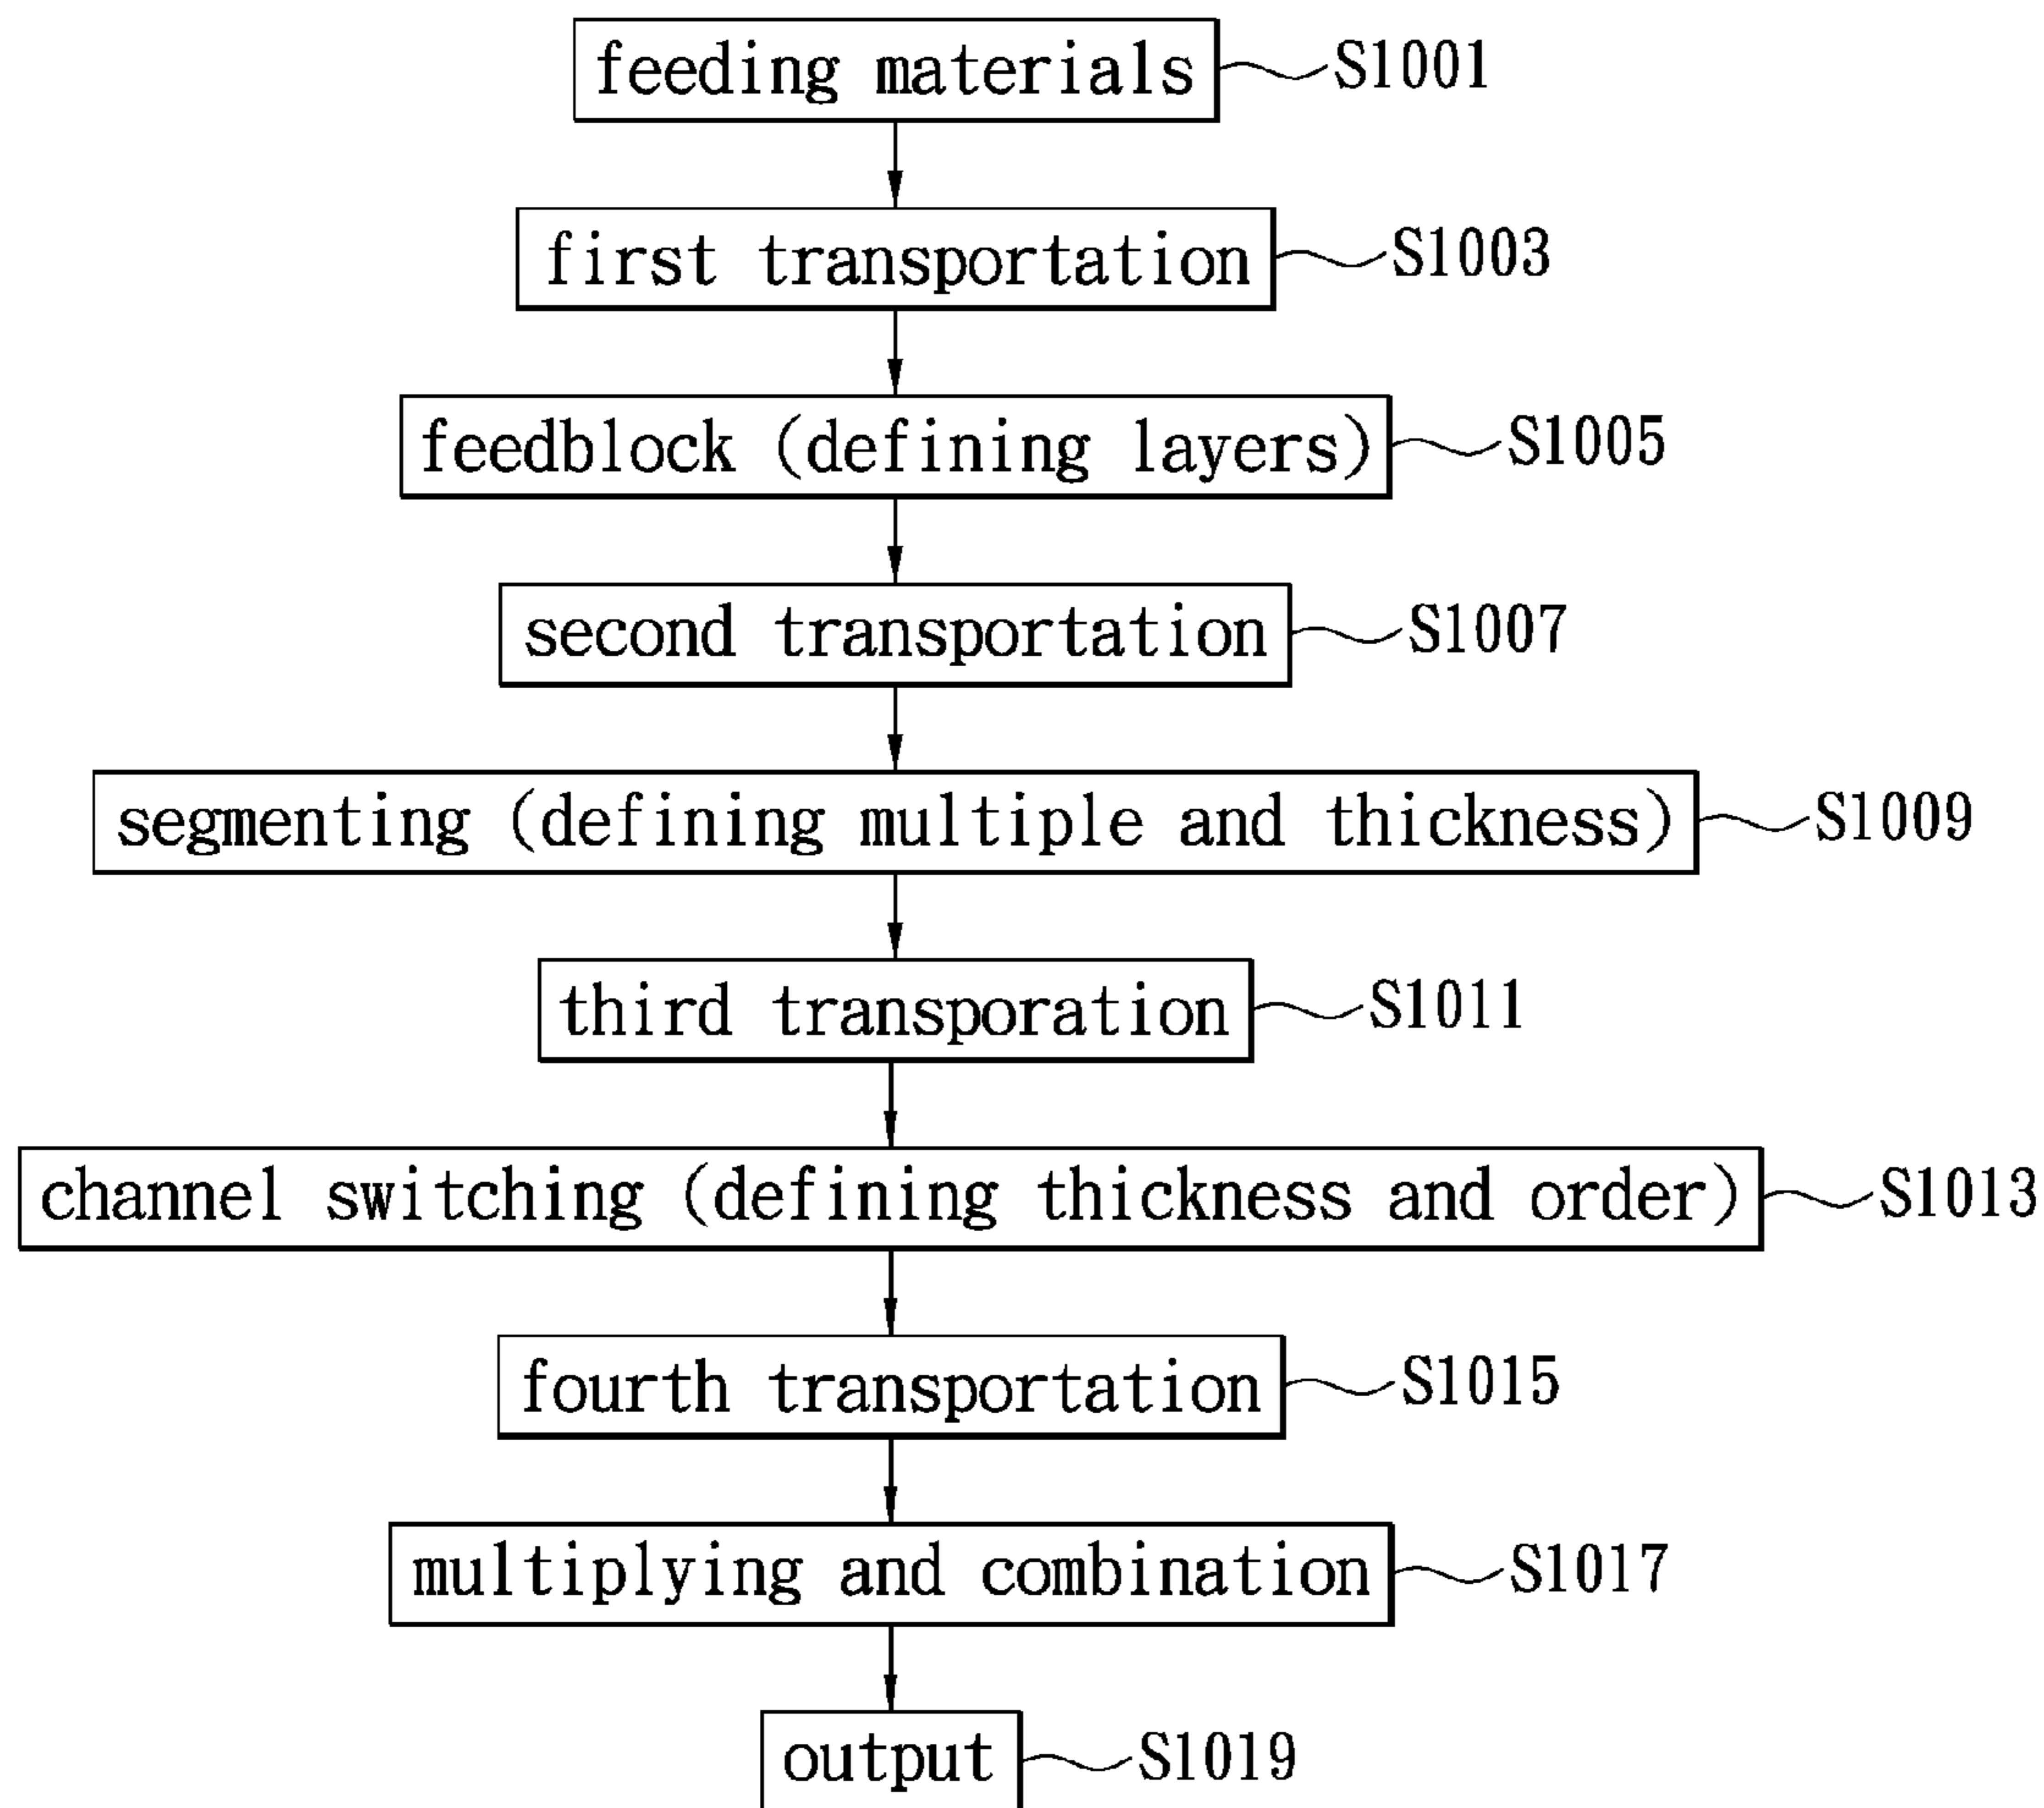 feeding materials S1001
first transportation S1003
feedblock (defining layers) S1005
second transportation S1007
segmenting (defining multiple and thickness) S1009
third transporation S1011
channel switching (defining thickness and order) S1013
fourth transportation S1015
multiplying and combination S1017
output S1019